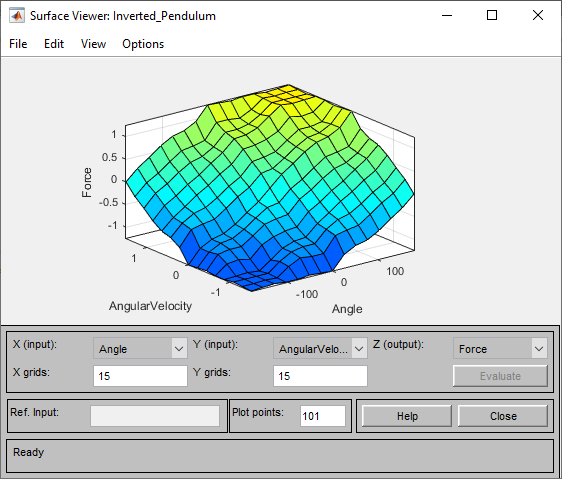 Surface Viewer: Inverted_Pendulum
File Edit View Options
Force
1
0.5
0
-0.5
-1
1
0
-1
AngularVelocity
-100
0
100
Angle
X (input): Angle Y (input): AngularVelo... Z (output): Force
X grids: 15 Y grids: 15 Evaluate
Ref. Input: Plot points: 101 Help Close
Ready